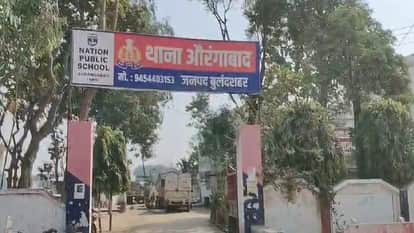 NATION
PUBLIC
SCHOOL
थाना औरंगाबाद
मो. : 9454403153 जनपद बुलंदशहर